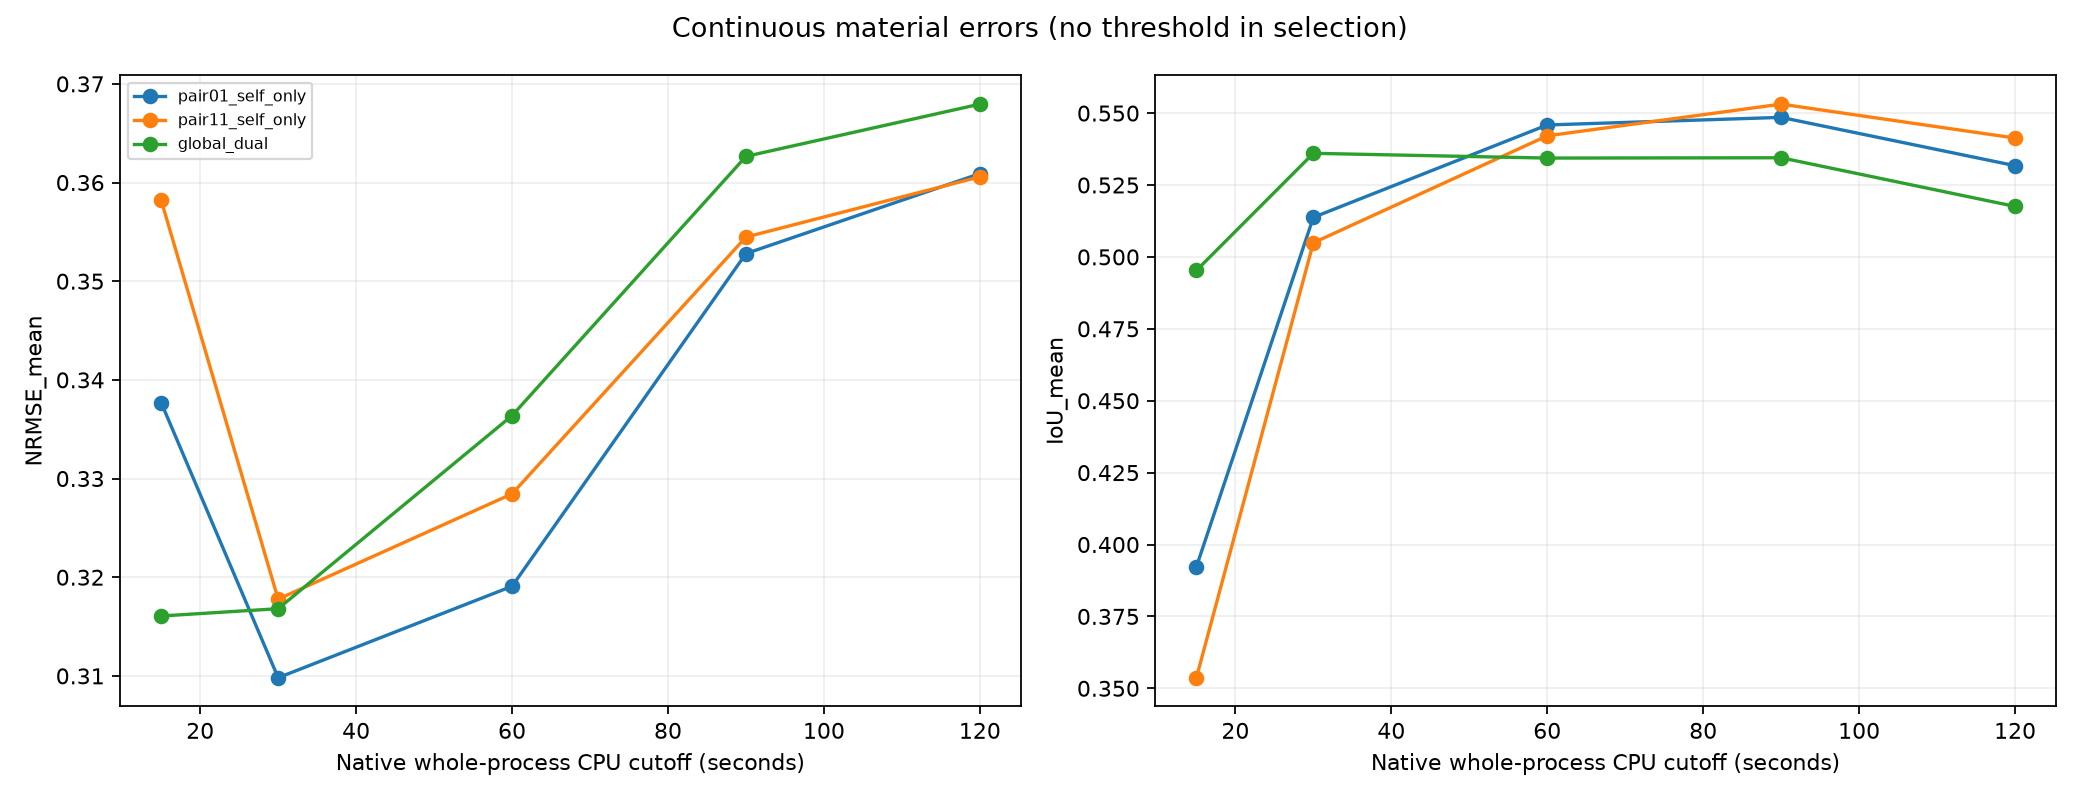 Continuous material errors (no threshold in selection)
NRMSE_mean
0.37
0.36
0.35
0.34
0.33
0.32
0.31
pair01_self_only
pair11_self_only
global_dual
20 40 60 80 100 120
Native whole-process CPU cutoff (seconds)
IoU_mean
0.550
0.525
0.500
0.475
0.450
0.425
0.400
0.375
0.350
20 40 60 80 100 120
Native whole-process CPU cutoff (seconds)